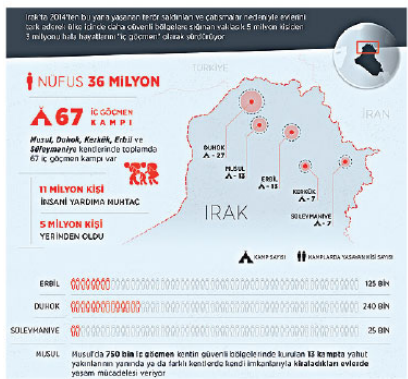 Irak'ta 2014'ten bu yana yaşanan terör saldırıları ve çatışmalar nedeniyle evlerini
terk ederek ülke içinde daha güvenli bölgelere sığınan yaklaşık 5 milyon kişiden
3 milyonu hala hayatlarını "iç göçmen" olarak sürdürüyor
NÜFUS 36 MİLYON
67 İÇ GÖÇMEN
KAMPI
Musul, Duhok, Kerkük, Erbil ve
Süleymaniye kentlerinde toplamda
67 iç göçmen kampı var
11 MİLYON KİŞİ
İNSANİ YARDIMA MUHTAÇ
5 MİLYON KİŞİ
YERİNDEN OLDU
TÜRKİYE
İRAN
DUHOK
- 27
MUSUL
- 13
ERBİL
KERKÜK
- 7
SÜLEYMANİYE
- 7
IRAK
KAMP SAYISI
KAMPLARDA YAŞAYAN KİŞİ SAYISI
ERBİL 125 BİN
DUHOK 240 BİN
SÜLEYMANİYE 25 BİN
MUSUL Musul'da 750 bin iç göçmen kentin güvenli bölgelerinde kurulan 13 kampta yahut
yakınlarının yanında ya da farklı kentlerde kendi imkanlarıyla kiraladıkları evlerde
yaşam mücadelesi veriyor